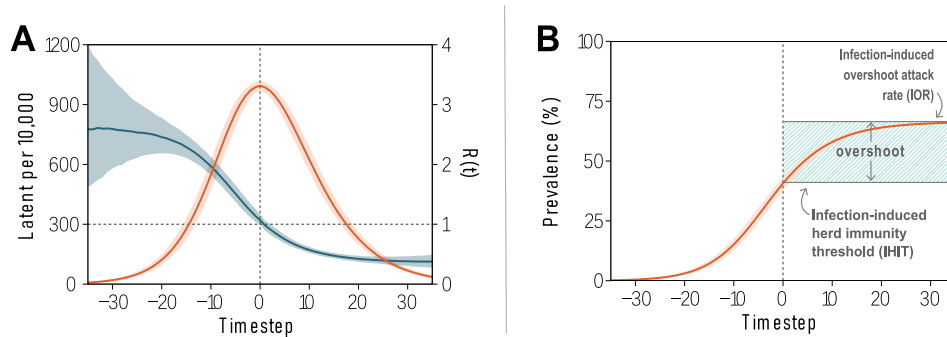 A
1200
900
600
300
0
Latent per 10,000
4
3
2
1
0
R(t)
−30
−20
−10
0
10
20
30
Timestep
B
100
75
50
25
0
Prevalence (%)
Infection-induced
overshoot attack
rate (IOR)
overshoot
Infection-induced
herd immunity
threshold (IHIT)
−30
−20
−10
0
10
20
30
Timestep